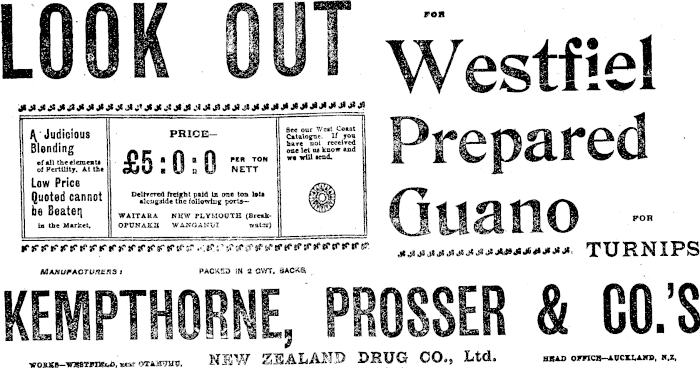 LOOK OUT
FOR
Westfiel
Prepared
Guano
FOR
TURNIPS
A Judicious
Blending
of all the elements
of Fertility. At the
Low Price
Quoted cannot
be Beaten
in the Market,
PRICE—
£5:0:0 PER TON
NETT
Delivered freight paid in one ton lots
alongside the following ports—
WAITARA NEW PLYMOUTH (Break-
OPUNAKE WANGANUI water)
See our West Coast
Catalogue. If you
have not received
one let us know and
we will send.
MANUFACTURERS: PACKED IN 2 CWT. SACKS,
KEMPTHORNE, PROSSER & CO.'S
WORKS—WESTFIELD, near OTAHUHU, NEW ZEALAND DRUG CO., Ltd. HEAD OFFICE—AUCKLAND, N.Z,